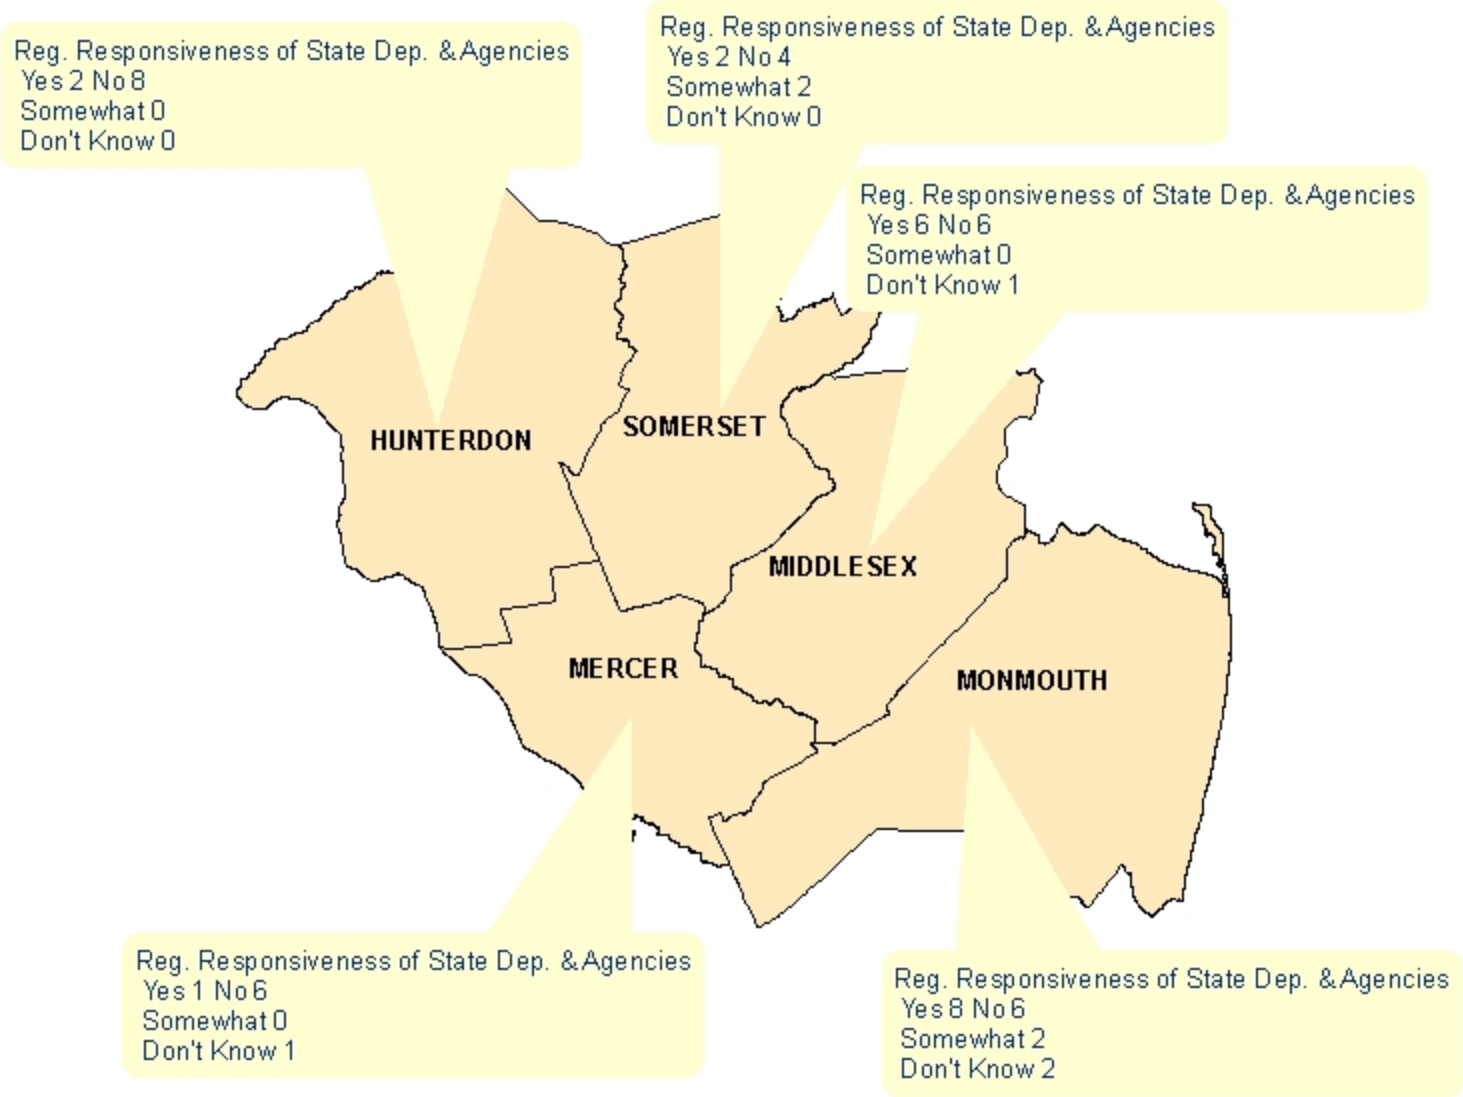 Reg. Responsiveness of State Dep. & Agencies
Yes 2 No 8
Somewhat 0
Don't Know 0
Reg. Responsiveness of State Dep. & Agencies
Yes 2 No 4
Somewhat 2
Don't Know 0
Reg. Responsiveness of State Dep. & Agencies
Yes 6 No 6
Somewhat 0
Don't Know 1
HUNTERDON
SOMERSET
MIDDLESEX
MERCER
MONMOUTH
Reg. Responsiveness of State Dep. & Agencies
Yes 1 No 6
Somewhat 0
Don't Know 1
Reg. Responsiveness of State Dep. & Agencies
Yes 8 No 6
Somewhat 2
Don't Know 2